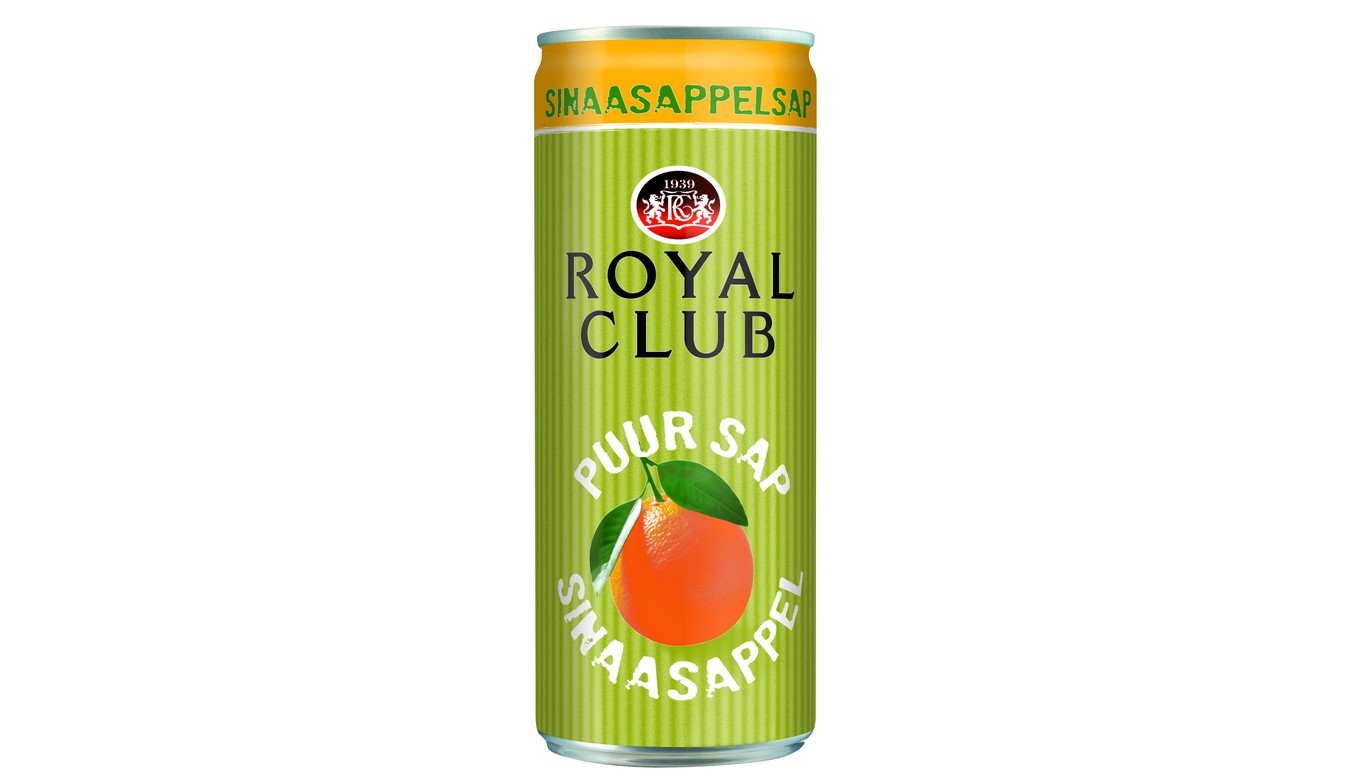 SINAASAPPELSAP
1939
RC
ROYAL
CLUB
PUUR SAP
SINAASAPPEL